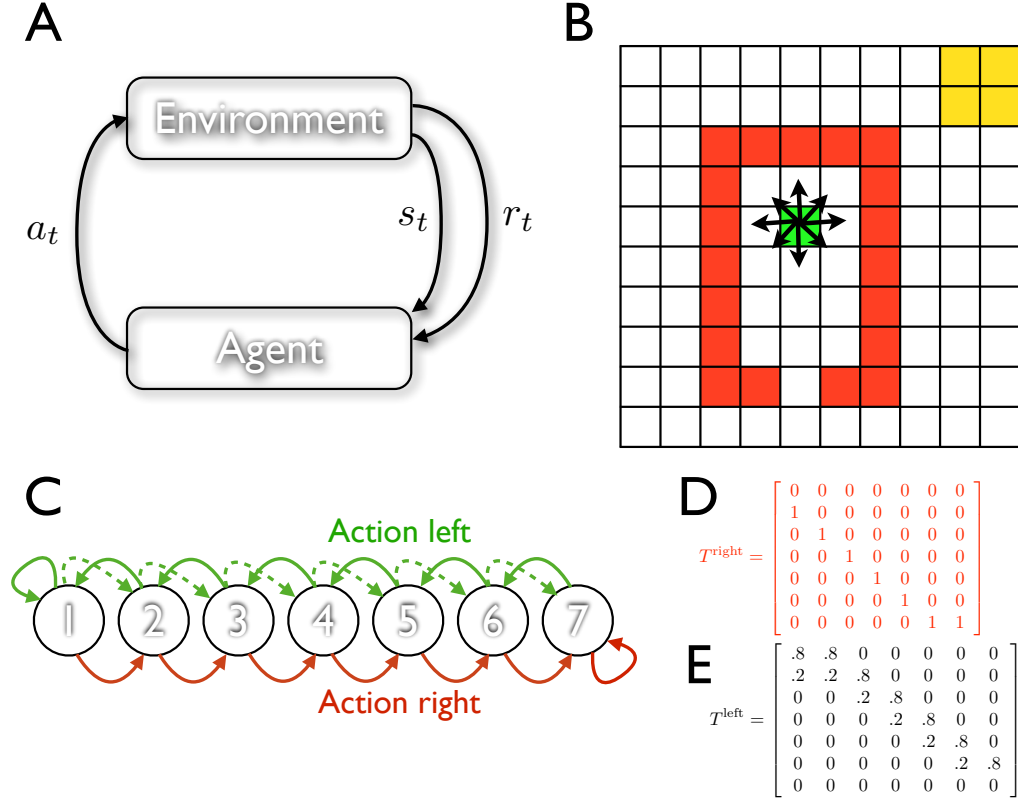 A
Environment
a_t
s_t
r_t
Agent
B
C
Action left
1 2 3 4 5 6 7
Action right
D
T^right =
0 0 0 0 0 0 0
1 0 0 0 0 0 0
0 1 0 0 0 0 0
0 0 1 0 0 0 0
0 0 0 1 0 0 0
0 0 0 0 1 0 0
0 0 0 0 0 1 1
E
T^left =
.8 .8 0 0 0 0 0
.2 .2 .8 0 0 0 0
0 0 .2 .8 0 0 0
0 0 0 .2 .8 0 0
0 0 0 0 .2 .8 0
0 0 0 0 0 .2 .8
0 0 0 0 0 0 0